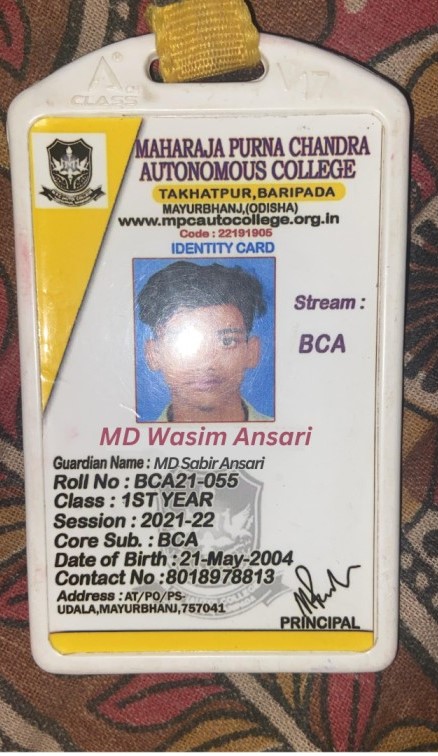 A+
CLASS
MAHARAJA PURNA CHANDRA
AUTONOMOUS COLLEGE
TAKHATPUR,BARIPADA
MAYURBHANJ,(ODISHA)
www.mpcautocollege.org.in
Code : 22191905
IDENTITY CARD
Stream :
BCA
MD Wasim Ansari
Guardian Name : MD Sabir Ansari
Roll No : BCA21-055
Class : 1ST YEAR
Session : 2021-22
Core Sub. : BCA
Date of Birth :21-May-2004
Contact No :8018978813
Address : AT/PO/PS-
UDALA,MAYURBHANJ,757041
PRINCIPAL